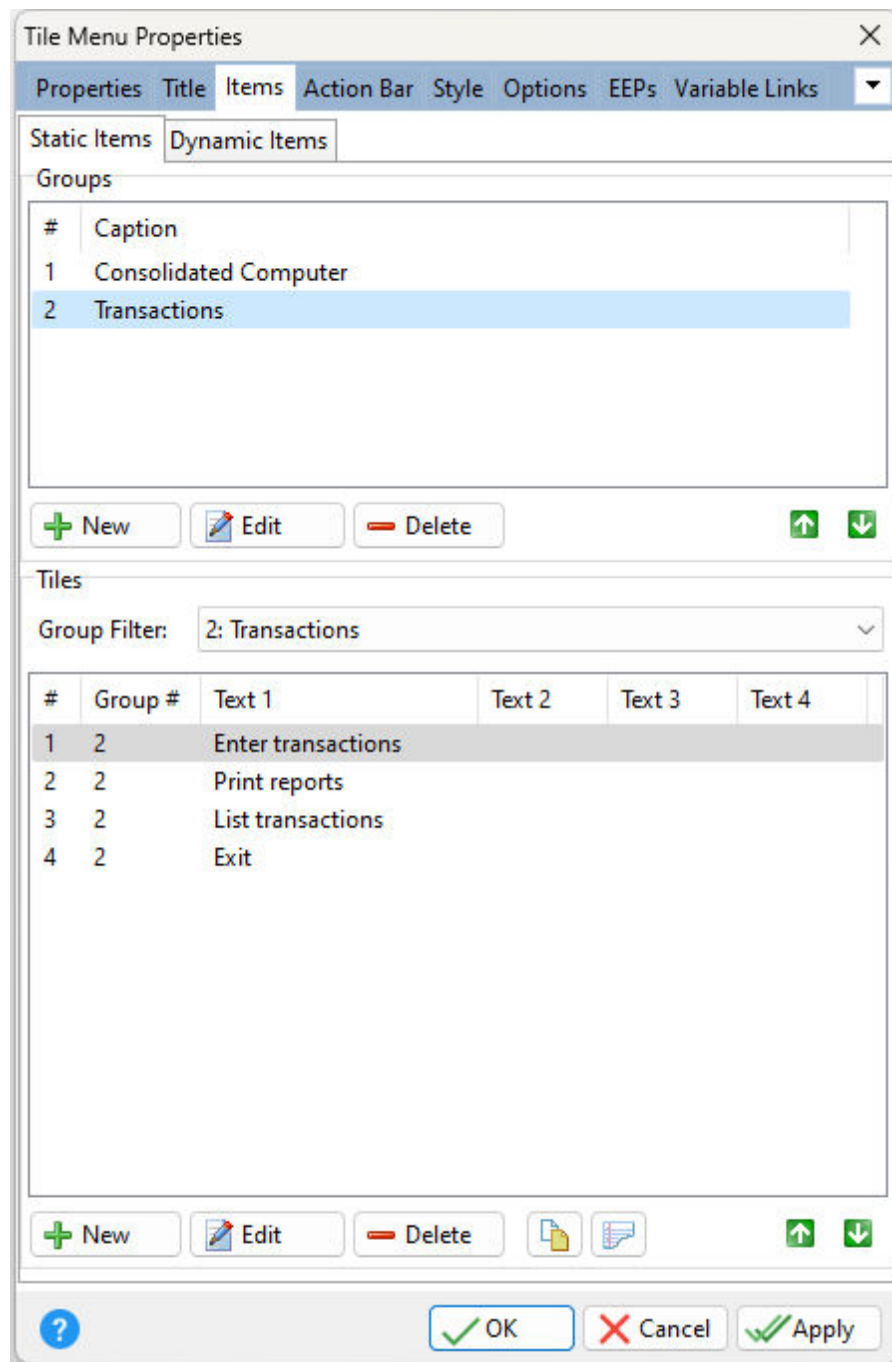 Tile Menu Properties
Properties Title Items Action Bar Style Options EEPs Variable Links
Static Items Dynamic Items
Groups
# Caption
1 Consolidated Computer
2 Transactions
New Edit Delete
Tiles
Group Filter: 2: Transactions
# Group # Text 1 Text 2 Text 3 Text 4
1 2 Enter transactions
2 2 Print reports
3 2 List transactions
4 2 Exit
New Edit Delete
? OK Cancel Apply